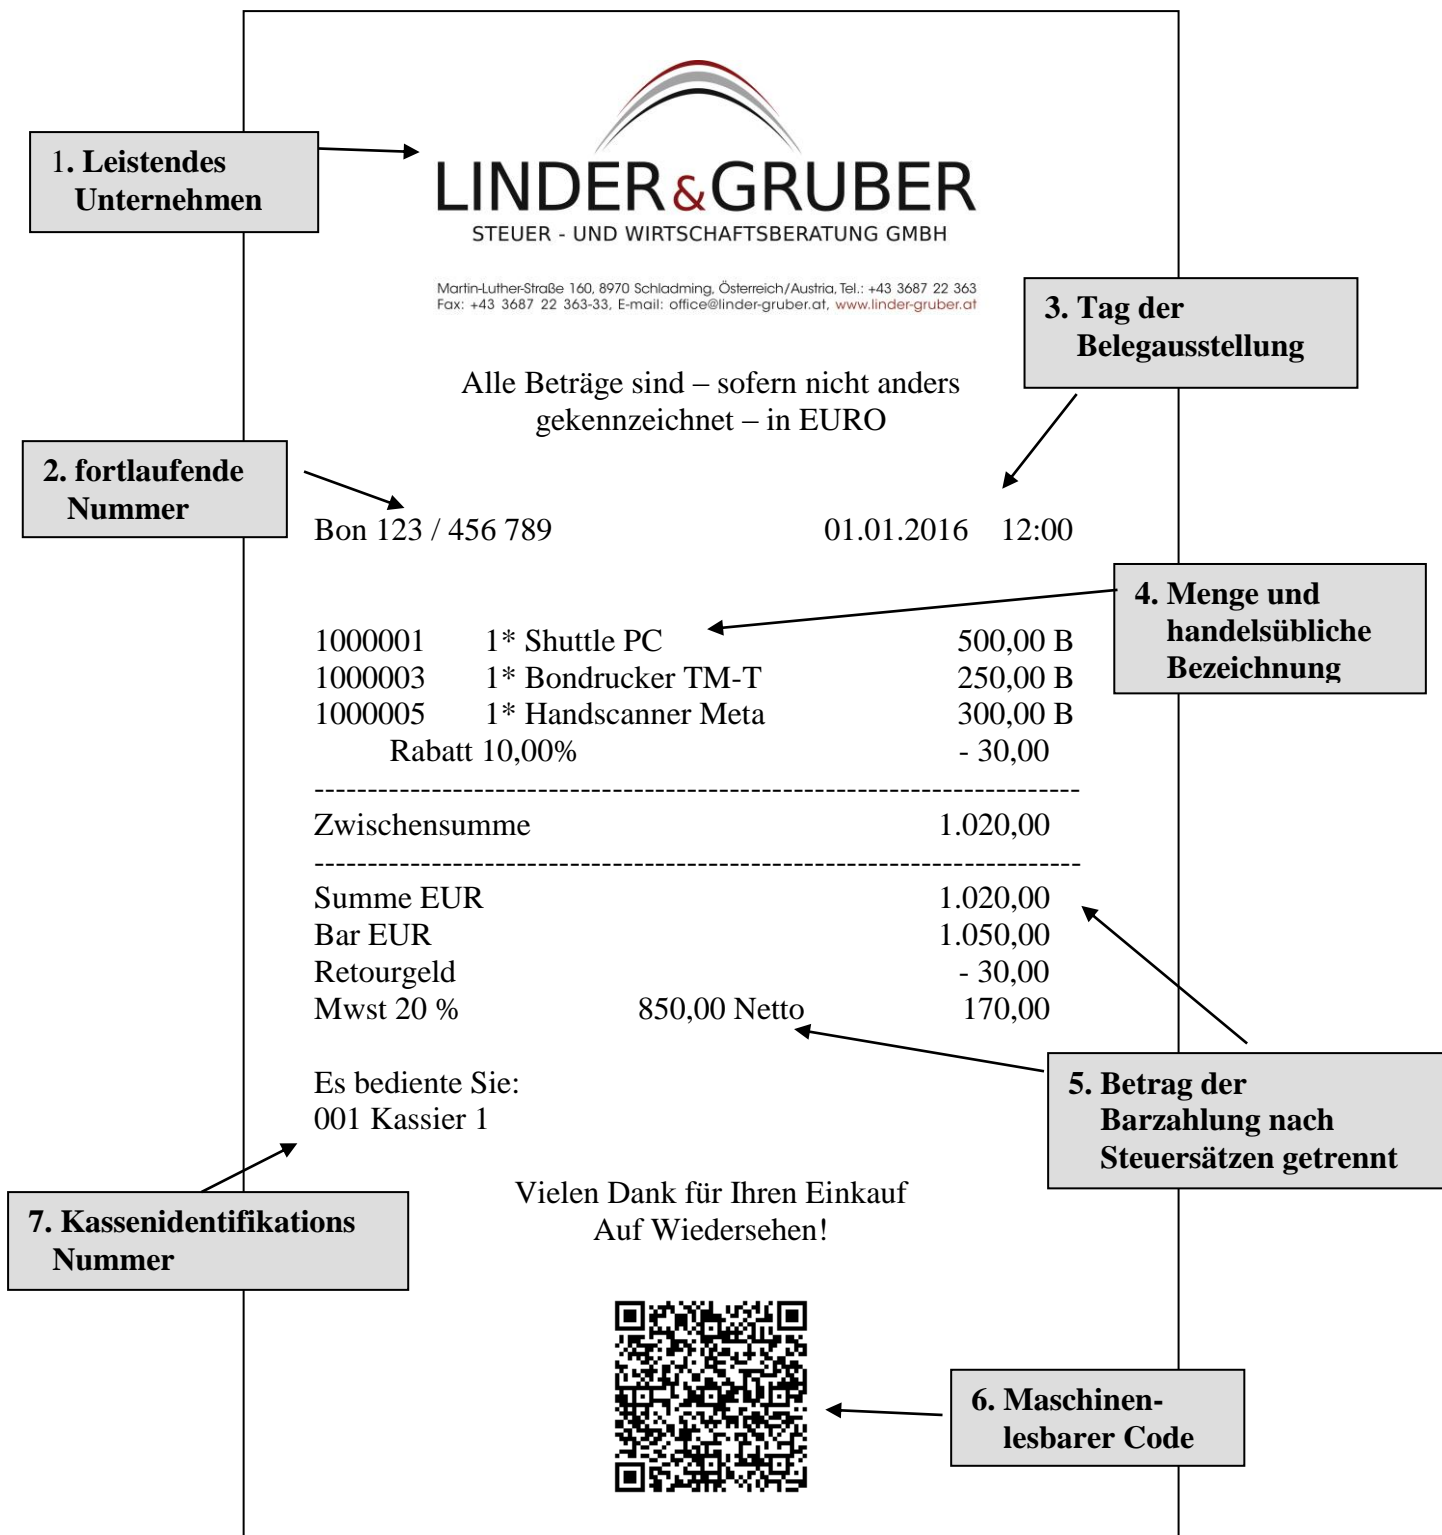 1. Leistendes
Unternehmen
LINDER&GRUBER
STEUER - UND WIRTSCHAFTSBERATUNG GMBH
Martin-Luther-Straße 160, 8970 Schladming, Österreich/Austria, Tel.: +43 3687 22 363
Fax: +43 3687 22 363-33, E-mail: office@linder-gruber.at, www.linder-gruber.at
3. Tag der
Belegausstellung
Alle Beträge sind – sofern nicht anders
gekennzeichnet – in EURO
2. fortlaufende
Nummer
Bon 123 / 456 789 01.01.2016 12:00
4. Menge und
handelsübliche
Bezeichnung
1000001 1* Shuttle PC 500,00 B
1000003 1* Bondrucker TM-T 250,00 B
1000005 1* Handscanner Meta 300,00 B
Rabatt 10,00% - 30,00
------------------------------------------------------------------------
Zwischensumme 1.020,00
------------------------------------------------------------------------
Summe EUR 1.020,00
Bar EUR 1.050,00
Retourgeld - 30,00
Mwst 20 % 850,00 Netto 170,00
5. Betrag der
Barzahlung nach
Steuersätzen getrennt
Es bediente Sie:
001 Kassier 1
7. Kassenidentifikations
Nummer
Vielen Dank für Ihren Einkauf
Auf Wiedersehen!
6. Maschinen-
lesbarer Code